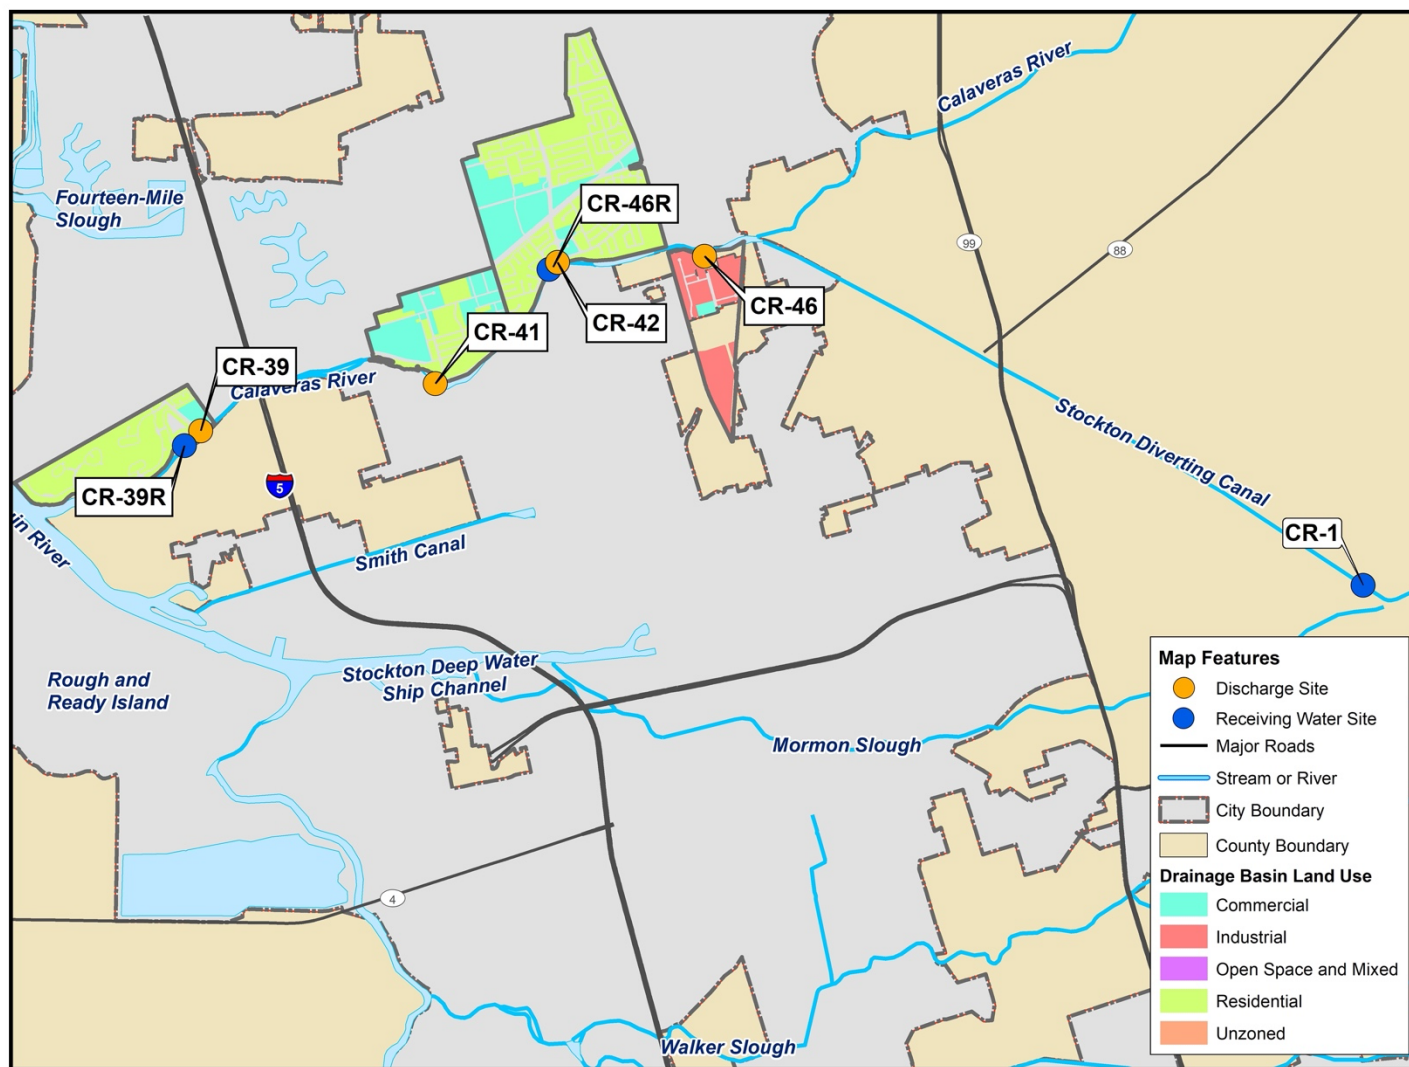 Calaveras River
Fourteen-Mile
Slough
CR-46R
99
88
CR-46
CR-42
CR-41
CR-39
Calaveras River
Stockton Diverting Canal
5
CR-39R
uin River
CR-1
Smith Canal
Rough and
Ready Island
Stockton Deep Water
Ship Channel
Mormon Slough
4
Walker Slough
Map Features
Discharge Site
Receiving Water Site
Major Roads
Stream or River
City Boundary
County Boundary
Drainage Basin Land Use
Commercial
Industrial
Open Space and Mixed
Residential
Unzoned